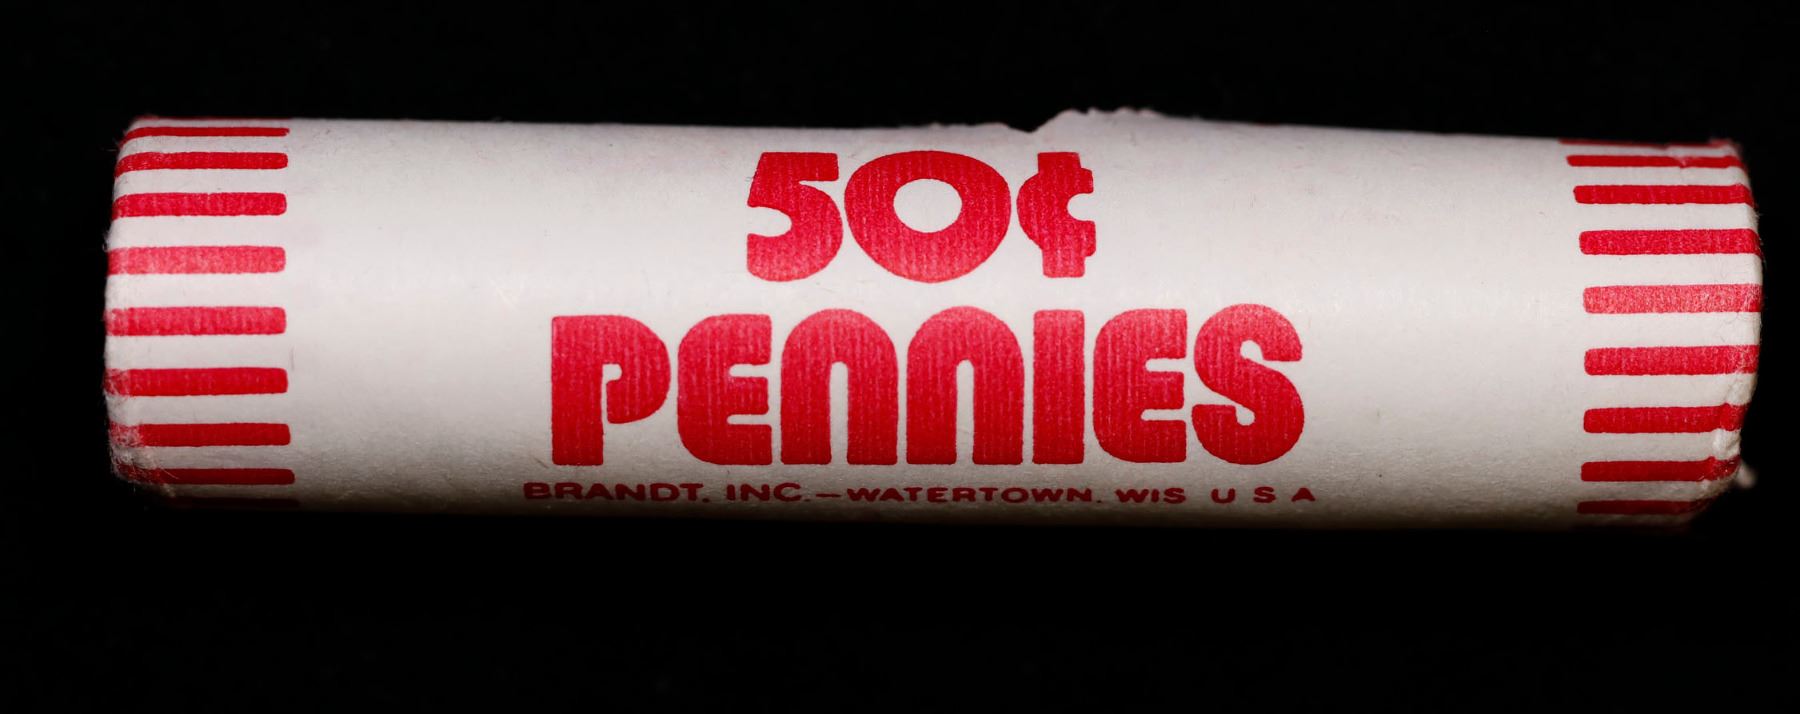 50¢
PENNIES
BRANDT, INC.-WATERTOWN. WIS U S A